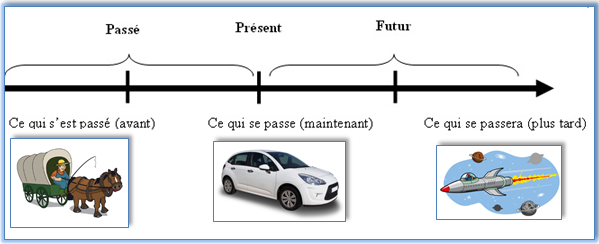 Passé Présent Futur
Ce qui s’est passé (avant) Ce qui se passe (maintenant) Ce qui se passera (plus tard)